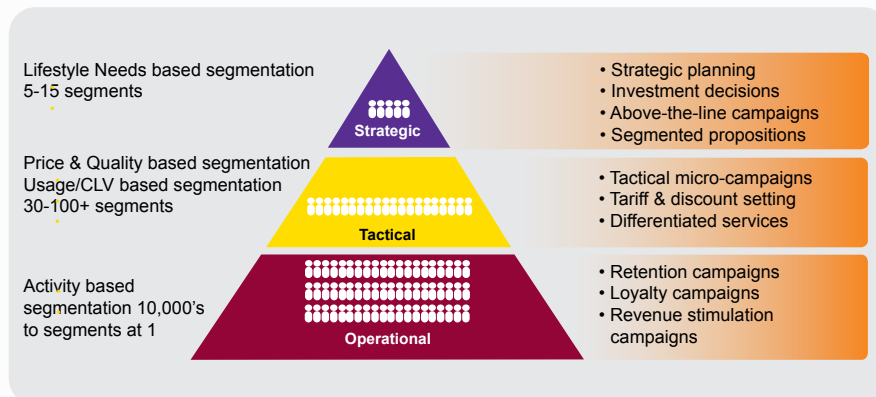 Lifestyle Needs based segmentation
5-15 segments
Strategic
• Strategic planning
• Investment decisions
• Above-the-line campaigns
• Segmented propositions
Price & Quality based segmentation
Usage/CLV based segmentation
30-100+ segments
Tactical
• Tactical micro-campaigns
• Tariff & discount setting
• Differentiated services
Activity based
segmentation 10,000's
to segments at 1
Operational
• Retention campaigns
• Loyalty campaigns
• Revenue stimulation
campaigns